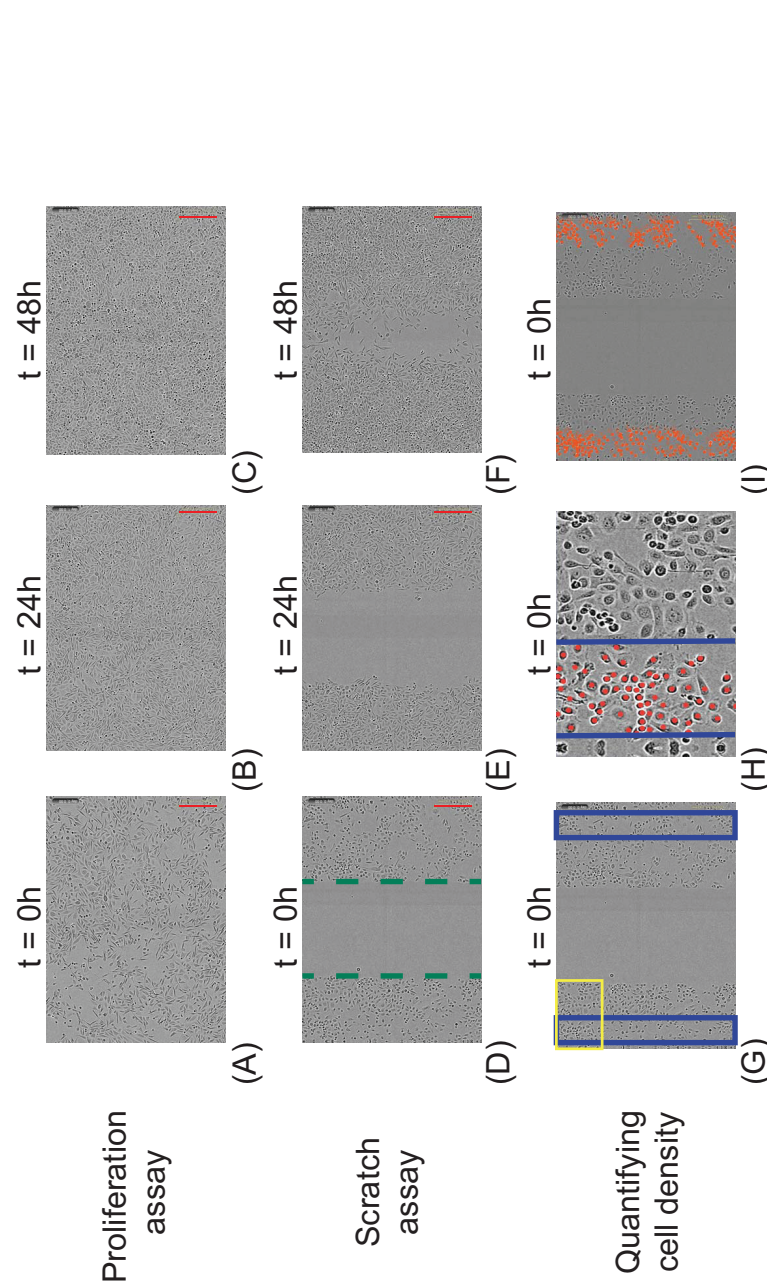 t = 0h
t = 24h
t = 48h
Proliferation
assay
(A)
(B)
(C)
t = 0h
t = 24h
t = 48h
Scratch
assay
(D)
(E)
(F)
t = 0h
t = 0h
t = 0h
Quantifying
cell density
(G)
(H)
(I)